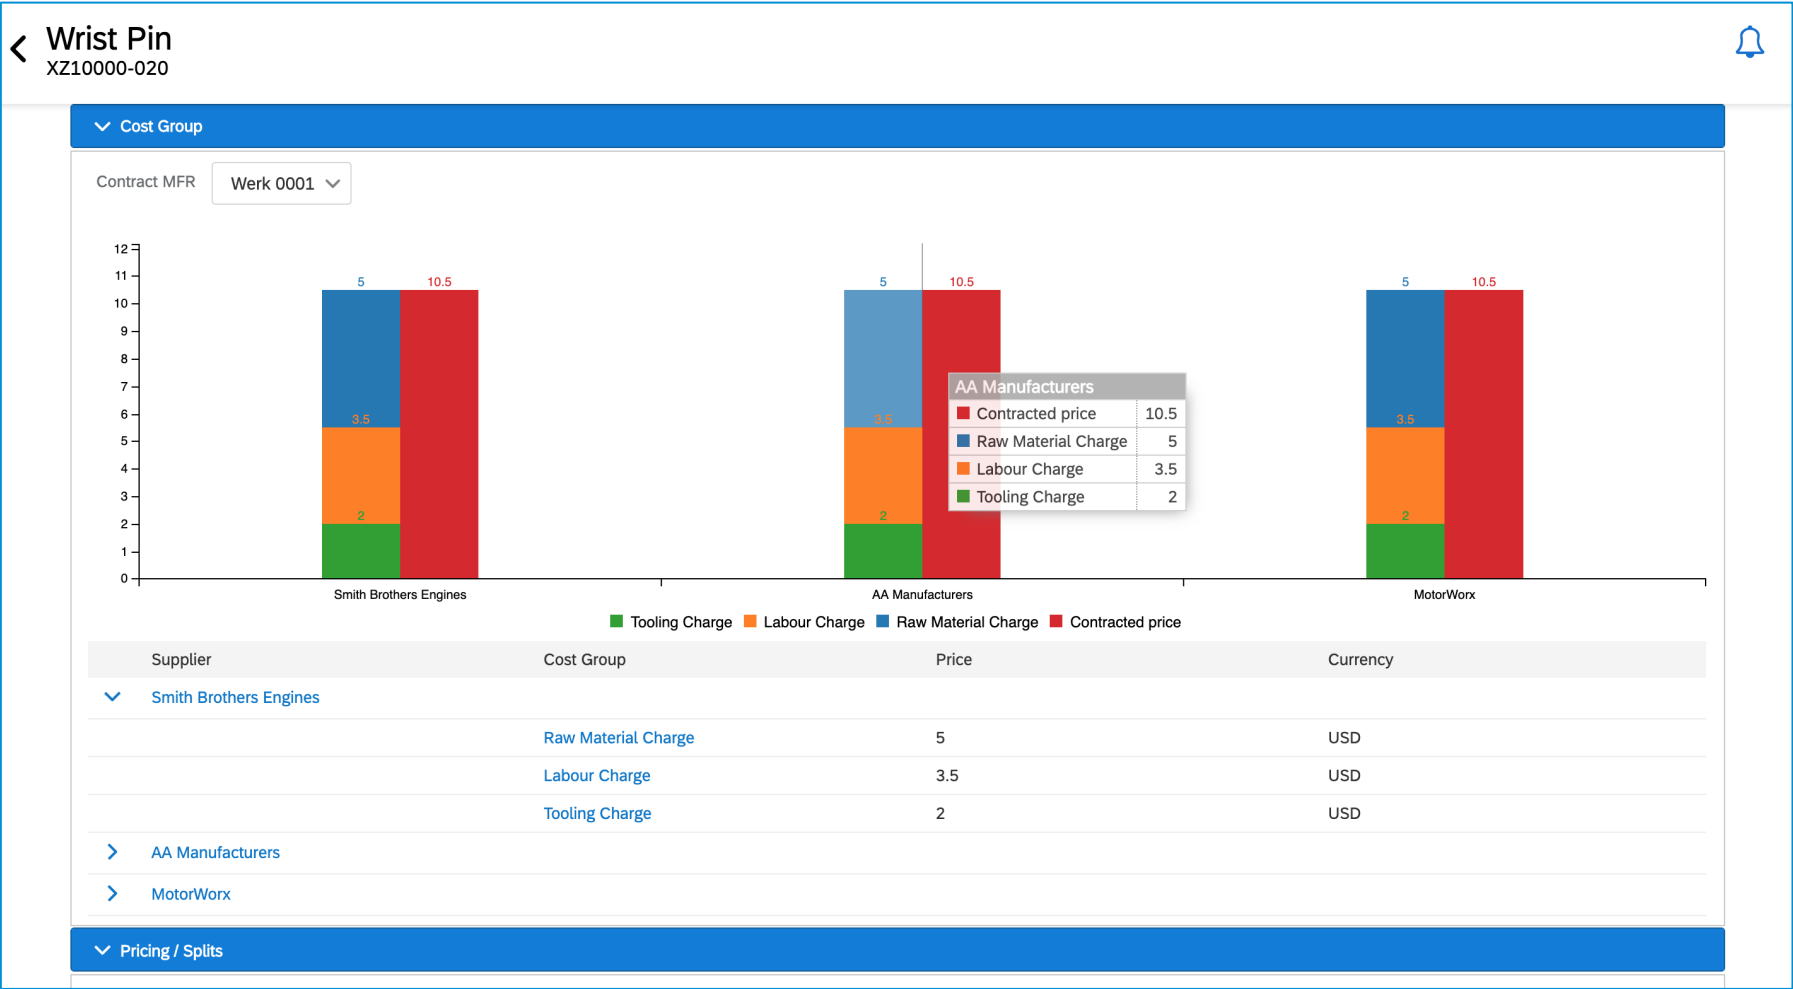 Wrist Pin
XZ10000-020
Cost Group
Contract MFR Werk 0001
12
11
10
9
8
7
6
5
4
3
2
1
0
5 10.5 5 10.5 5 10.5
3.5 3.5 3.5
2 2 2
AA Manufacturers
Contracted price 10.5
Raw Material Charge 5
Labour Charge 3.5
Tooling Charge 2
Smith Brothers Engines AA Manufacturers MotorWorx
Tooling Charge Labour Charge Raw Material Charge Contracted price
Supplier Cost Group Price Currency
Smith Brothers Engines
Raw Material Charge 5 USD
Labour Charge 3.5 USD
Tooling Charge 2 USD
AA Manufacturers
MotorWorx
Pricing / Splits